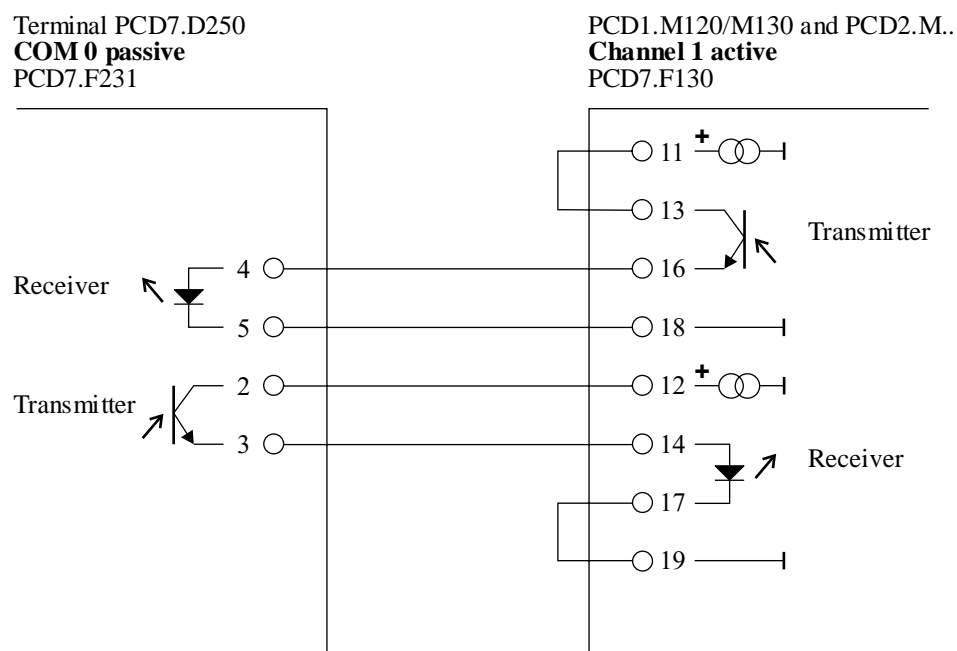 Terminal PCD7.D250
COM 0 passive
PCD7.F231
PCD1.M120/M130 and PCD2.M..
Channel 1 active
PCD7.F130
11 +
13
Transmitter
4 16
Receiver
5 18
2 12 +
Transmitter
3 14
Receiver
17
19